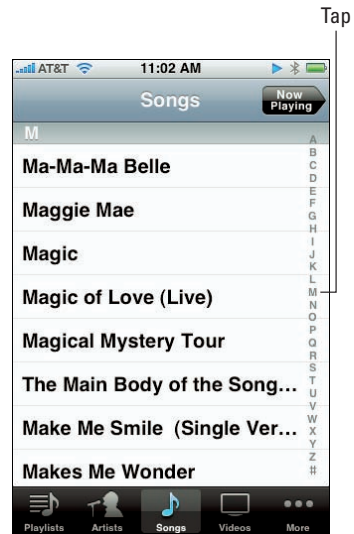 Tap
AT&T 11:02 AM
Songs
Now
Playing
M
Ma-Ma-Ma Belle
Maggie Mae
Magic
Magic of Love (Live)
Magical Mystery Tour
The Main Body of the Song...
Make Me Smile (Single Ver...
Makes Me Wonder
A
B
C
D
E
F
G
H
I
J
K
L
M
N
O
P
Q
R
S
T
U
V
W
X
Y
Z
#
Playlists Artists Songs Videos More